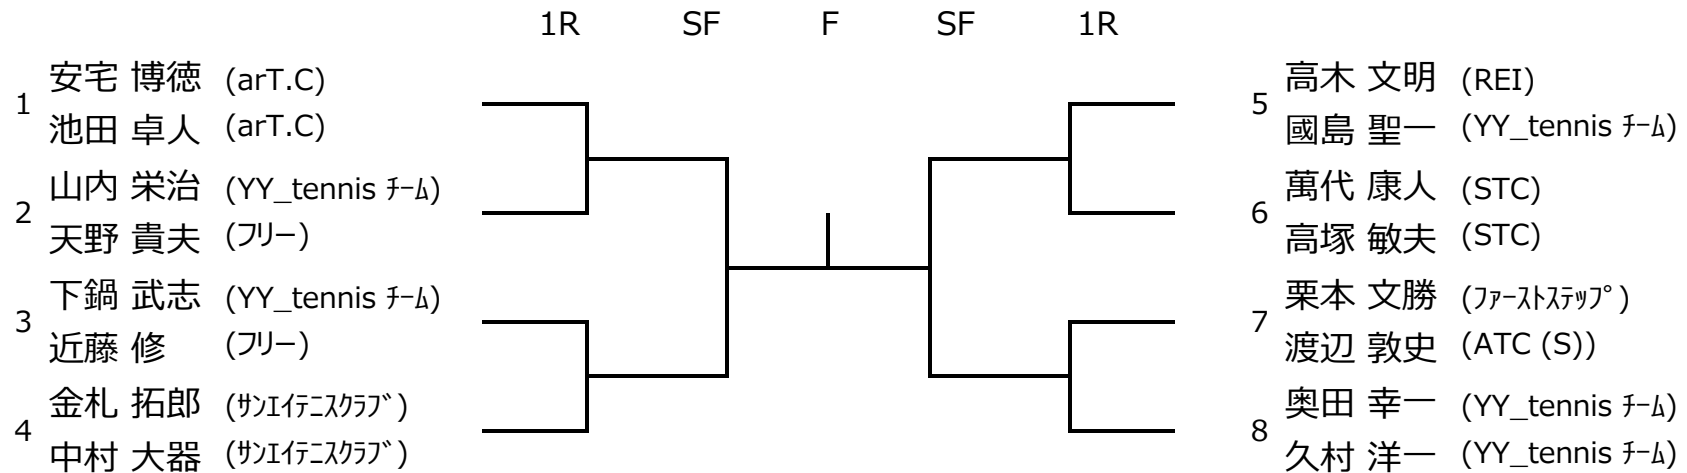 1R SF F SF 1R
1
安宅 博徳 (arT.C)
池田 卓人 (arT.C)
2
山内 栄治 (YY_tennis ﾁｰﾑ)
天野 貴夫 (フリー)
3
下鍋 武志 (YY_tennis ﾁｰﾑ)
近藤 修 (フリー)
4
金札 拓郎 (ｻﾝｴｲﾃﾆｽｸﾗﾌﾞ)
中村 大器 (ｻﾝｴｲﾃﾆｽｸﾗﾌﾞ)
5
高木 文明 (REI)
國島 聖一 (YY_tennis ﾁｰﾑ)
6
萬代 康人 (STC)
高塚 敏夫 (STC)
7
栗本 文勝 (ﾌｧｰｽﾄｽﾃｯﾌﾟ)
渡辺 敦史 (ATC (S))
8
奥田 幸一 (YY_tennis ﾁｰﾑ)
久村 洋一 (YY_tennis ﾁｰﾑ)